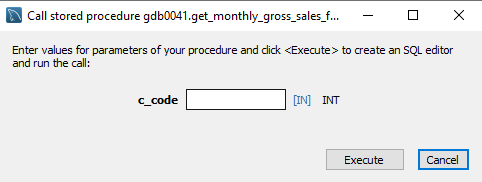 Call stored procedure gdb0041.get_monthly_gross_sales_f...
Enter values for parameters of your procedure and click <Execute> to create an SQL editor
and run the call:
c_code [IN] INT
Execute Cancel